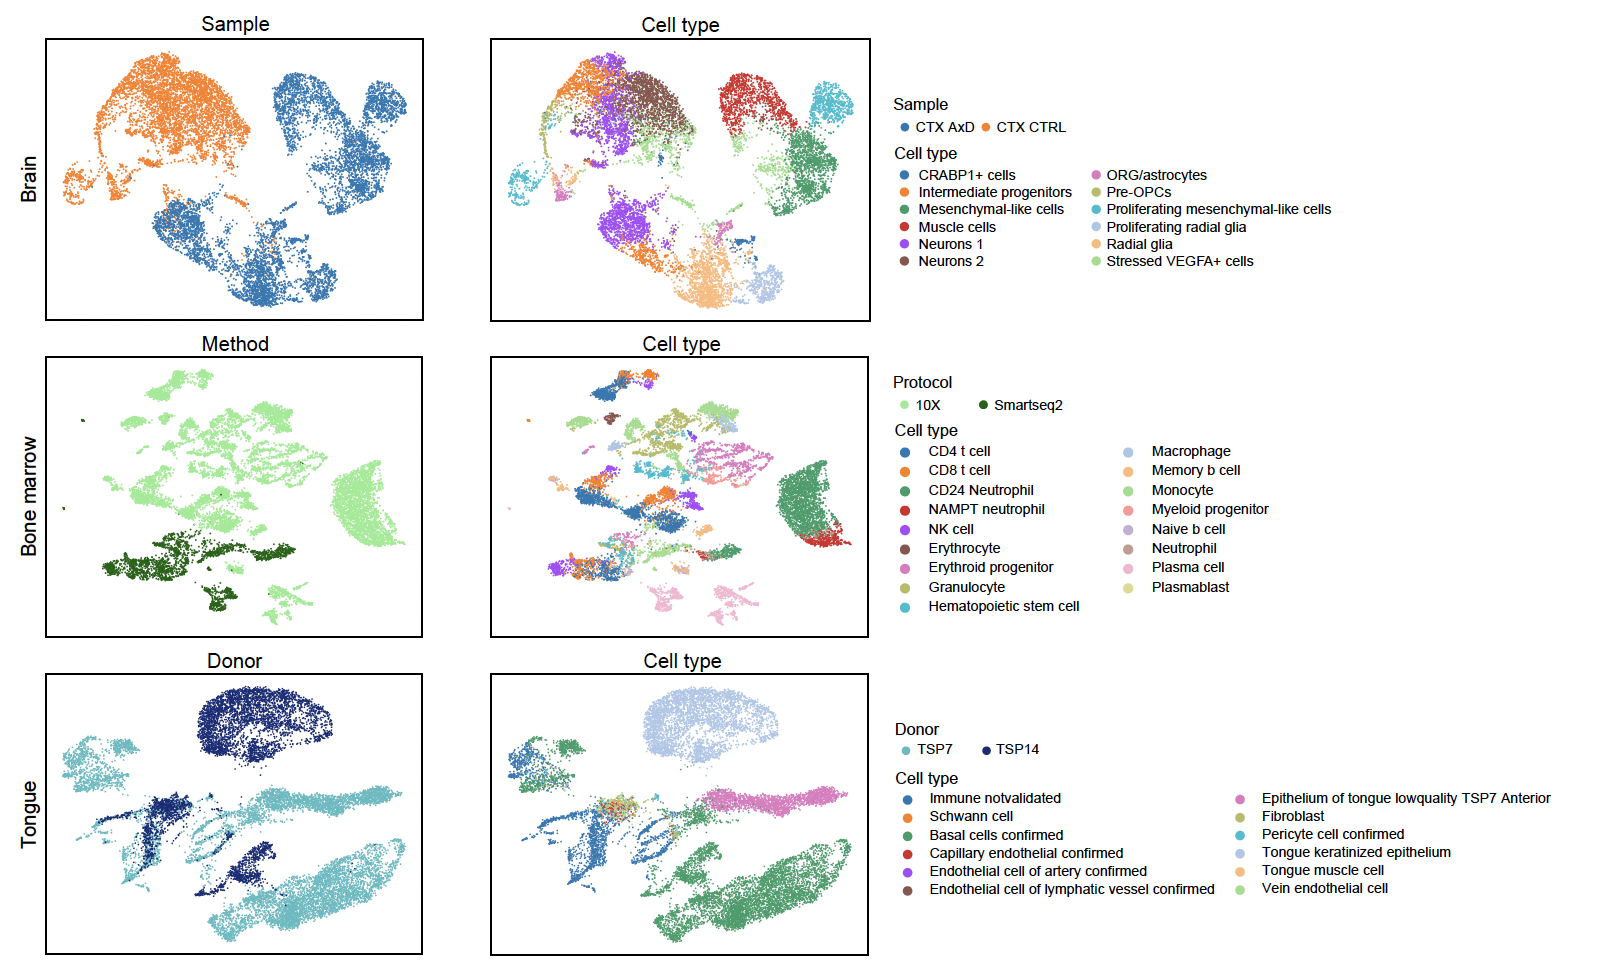 Sample
Cell type
Brain
Sample
CTX AxD
CTX CTRL
Cell type
CRABP1+ cells
ORG/astrocytes
Intermediate progenitors
Pre-OPCs
Mesenchymal-like cells
Proliferating mesenchymal-like cells
Muscle cells
Proliferating radial glia
Neurons 1
Radial glia
Neurons 2
Stressed VEGFA+ cells
Method
Cell type
Bone marrow
Protocol
10X
Smartseq2
Cell type
CD4 t cell
Macrophage
CD8 t cell
Memory b cell
CD24 Neutrophil
Monocyte
NAMPT neutrophil
Myeloid progenitor
NK cell
Naive b cell
Erythrocyte
Neutrophil
Erythroid progenitor
Plasma cell
Granulocyte
Plasmablast
Hematopoietic stem cell
Donor
Cell type
Tongue
Donor
TSP7
TSP14
Cell type
Immune notvalidated
Epithelium of tongue lowquality TSP7 Anterior
Schwann cell
Fibroblast
Basal cells confirmed
Pericyte cell confirmed
Capillary endothelial confirmed
Tongue keratinized epithelium
Endothelial cell of artery confirmed
Tongue muscle cell
Endothelial cell of lymphatic vessel confirmed
Vein endothelial cell